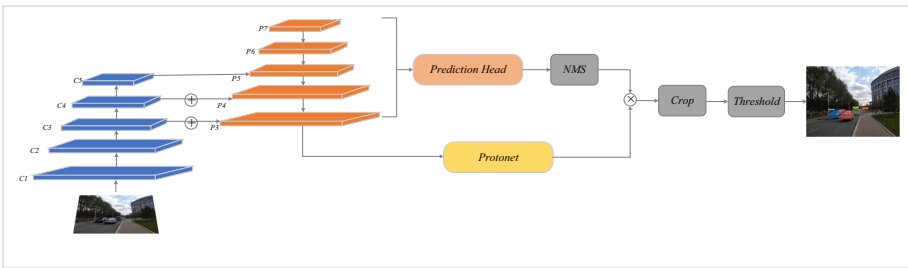 P7
P6
C5
P5
Prediction Head
NMS
C4
P4
Crop
Threshold
C3
P3
C2
Protonet
C1